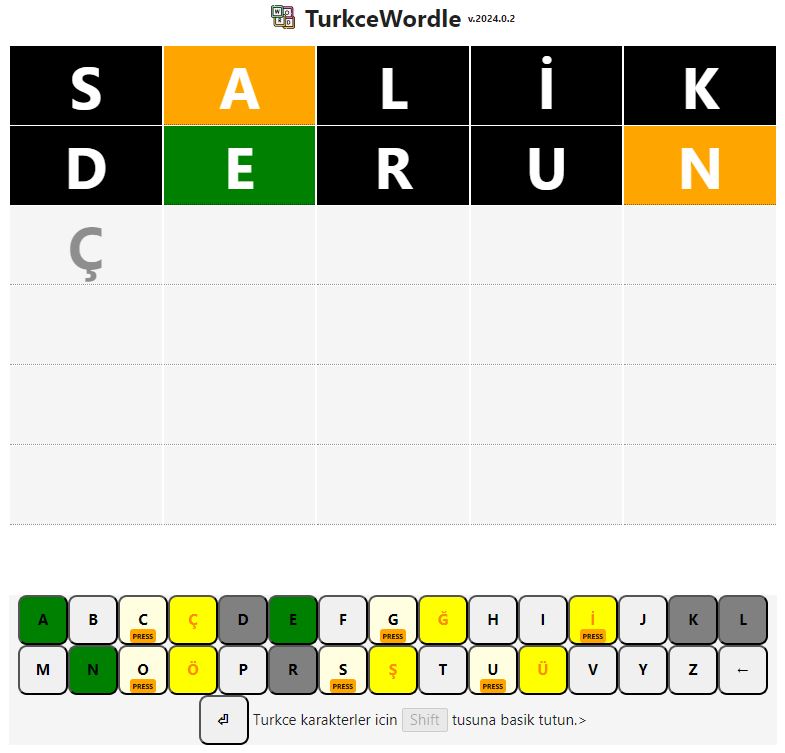 TurkceWordle v.2024.0.2
S A L İ K
D E R U N
Ç
A B C Ç D E F G Ğ H I İ J K L
PRESS PRESS PRESS
M N O Ö P R S Ş T U Ü V Y Z ←
PRESS PRESS PRESS
⏎ Turkce karakterler icin Shift tusuna basik tutun.>